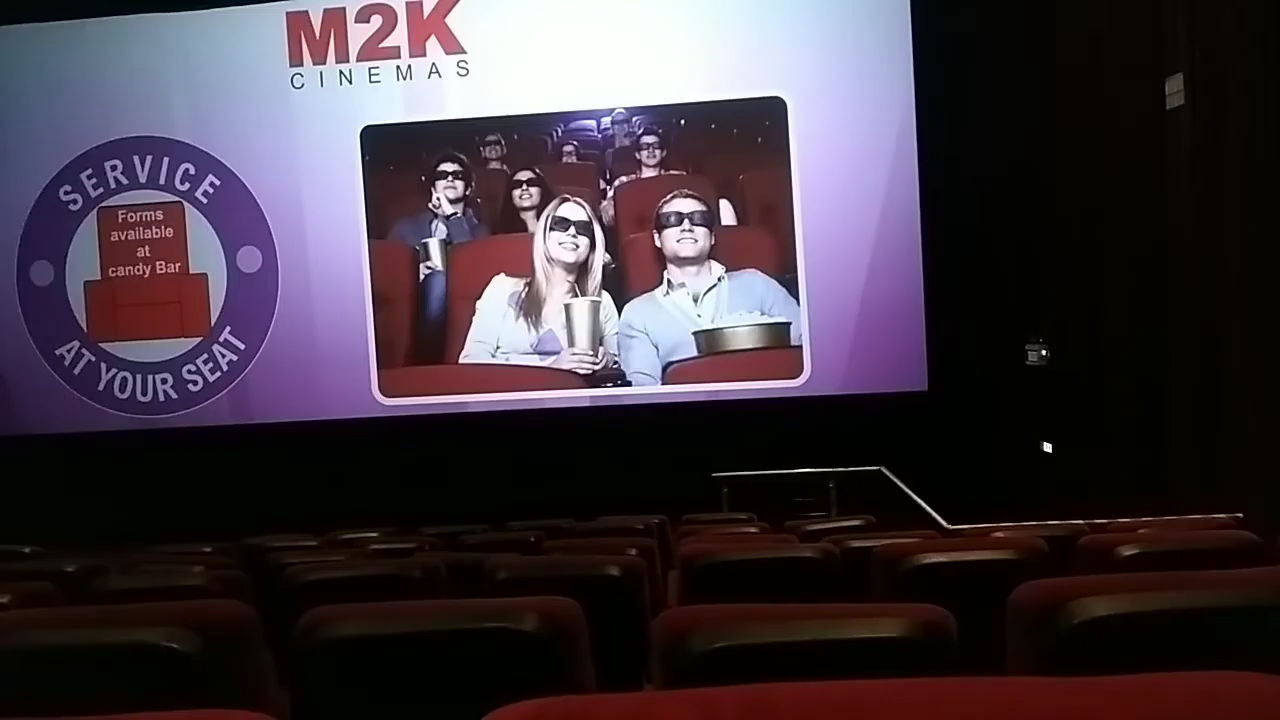 M2K
CINEMAS
SERVICE
Forms
available
at
candy Bar
AT YOUR SEAT